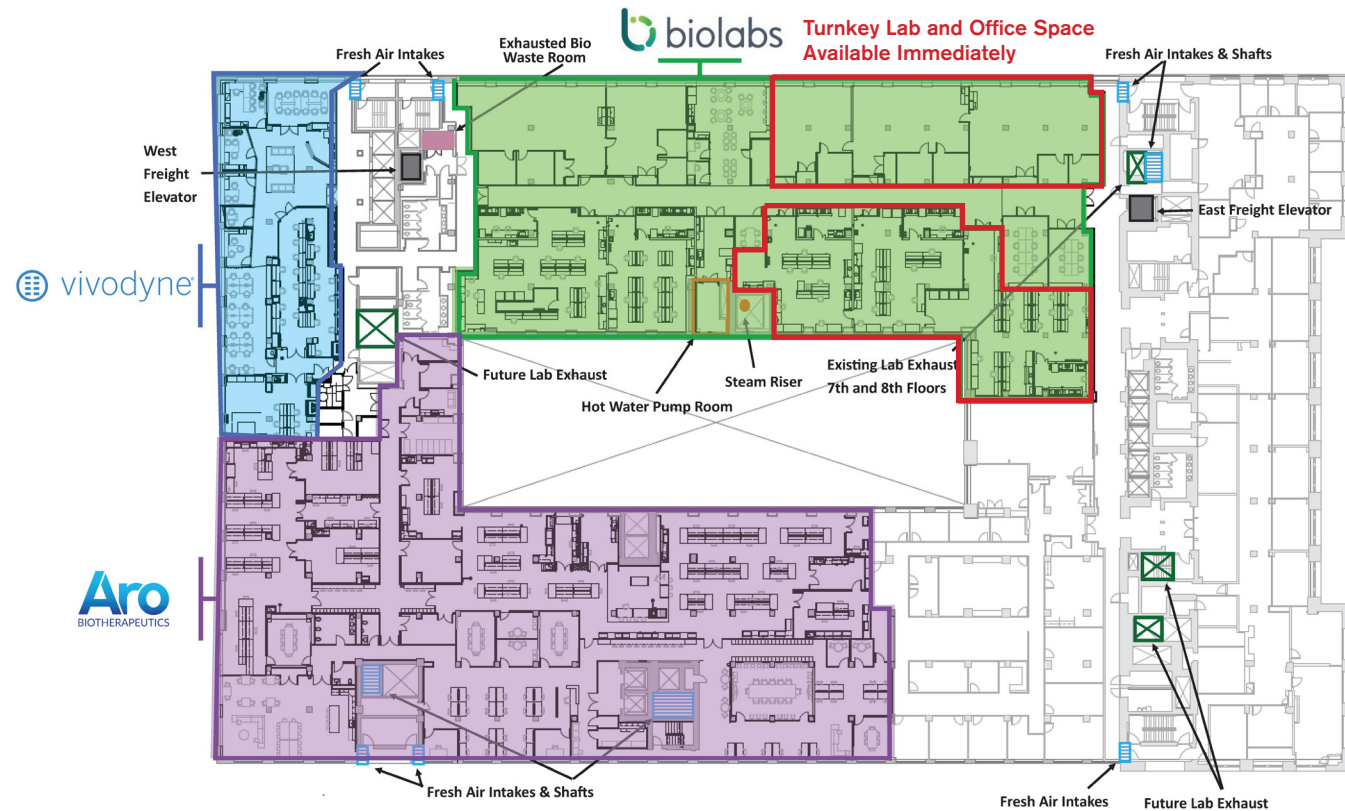 biolabs
Turnkey Lab and Office Space
Available Immediately
Fresh Air Intakes
Exhausted Bio
Waste Room
Fresh Air Intakes & Shafts
West
Freight
Elevator
East Freight Elevator
vivodyne
Future Lab Exhaust
Steam Riser
Existing Lab Exhaust
7th and 8th Floors
Hot Water Pump Room
Aro
BIOTHERAPEUTICS
Fresh Air Intakes & Shafts
Fresh Air Intakes
Future Lab Exhaust